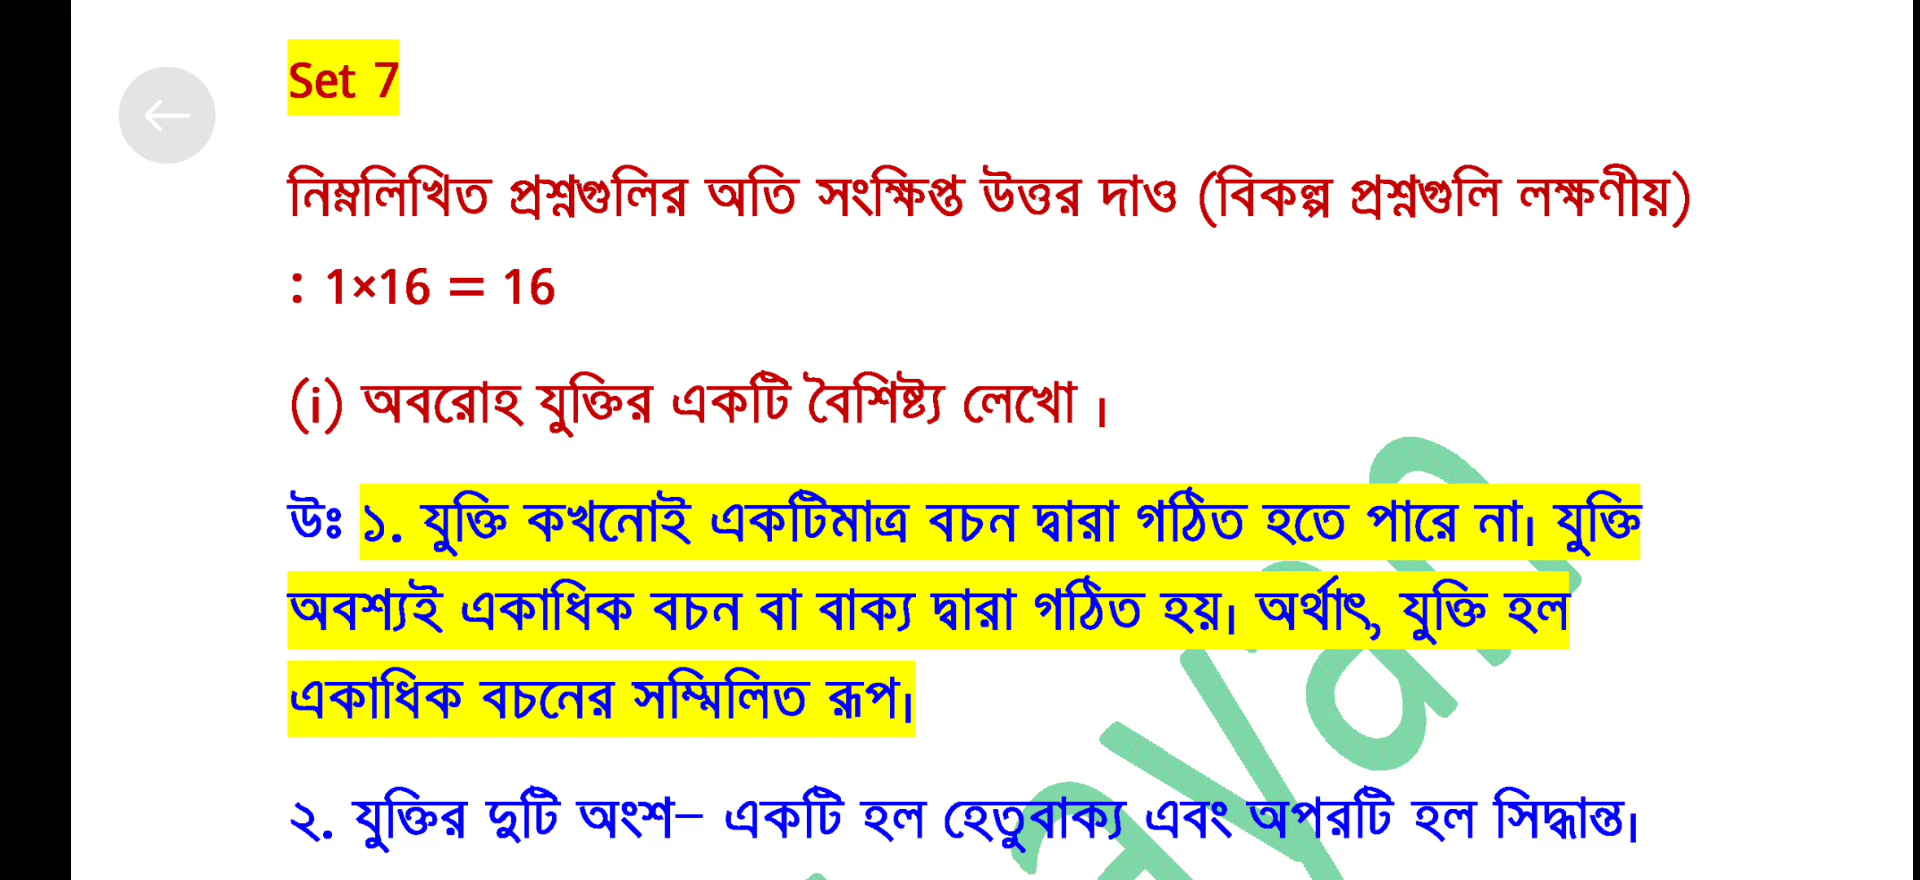 Set 7
নিম্নলিখিত প্রশ্নগুলির অতি সংক্ষিপ্ত উত্তর দাও (বিকল্প প্রশ্নগুলি লক্ষণীয়)
: 1×16 = 16
(i) অবরোহ যুক্তির একটি বৈশিষ্ট্য লেখো ।
উঃ ১. যুক্তি কখনোই একটিমাত্র বচন দ্বারা গঠিত হতে পারে না। যুক্তি
অবশ্যই একাধিক বচন বা বাক্য দ্বারা গঠিত হয়। অর্থাৎ, যুক্তি হল
একাধিক বচনের সম্মিলিত রূপ।
২. যুক্তির দুটি অংশ– একটি হল হেতুবাক্য এবং অপরটি হল সিদ্ধান্ত।